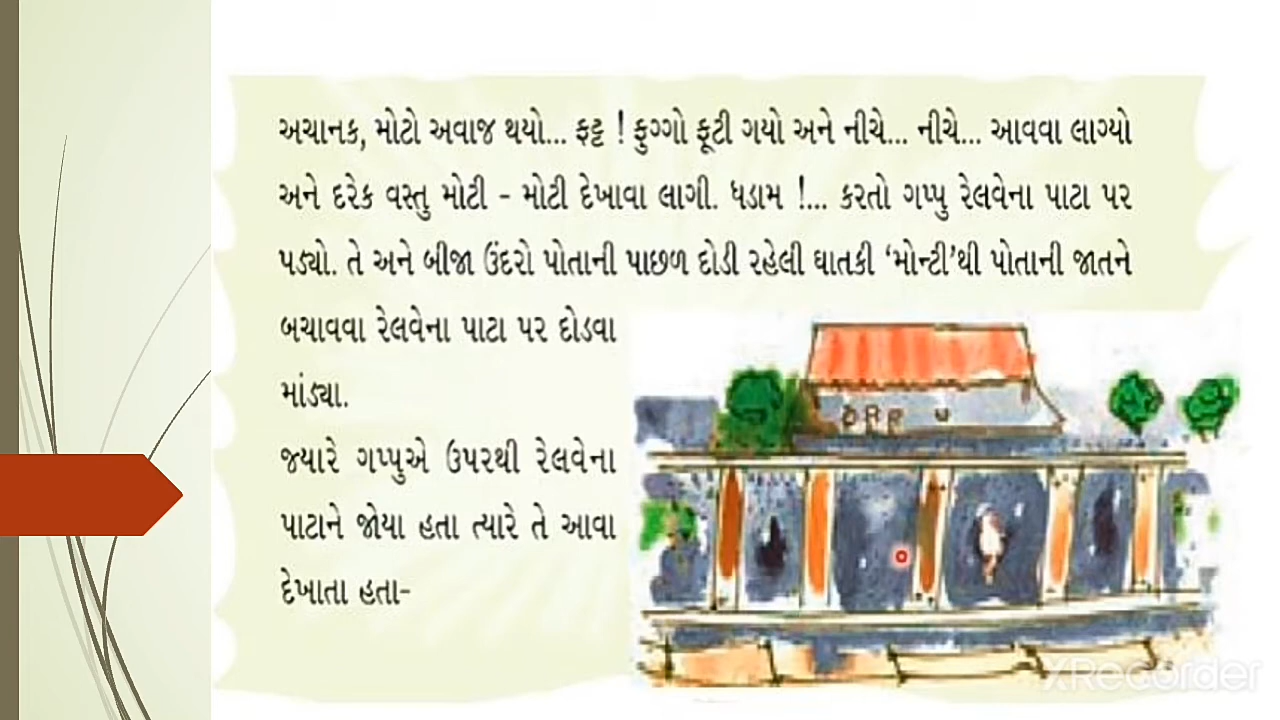 અચાનક, મોટો અવાજ થયો... ફટ્ટ ! ફુગ્ગો ફૂટી ગયો અને નીચે... નીચે... આવવા લાગ્યો
અને દરેક વસ્તુ મોટી - મોટી દેખાવા લાગી. ધડામ !... કરતો ગપ્પુ રેલવેના પાટા પર
પડ્યો. તે અને બીજા ઉંદરો પોતાની પાછળ દોડી રહેલી ઘાતકી ‘મોન્ટી’થી પોતાની જાતને
બચાવવા રેલવેના પાટા પર દોડવા
માંડ્યા.
જ્યારે ગપ્પુએ ઉપરથી રેલવેના
પાટાને જોયા હતા ત્યારે તે આવા
દેખાતા હતા-
XRecorder